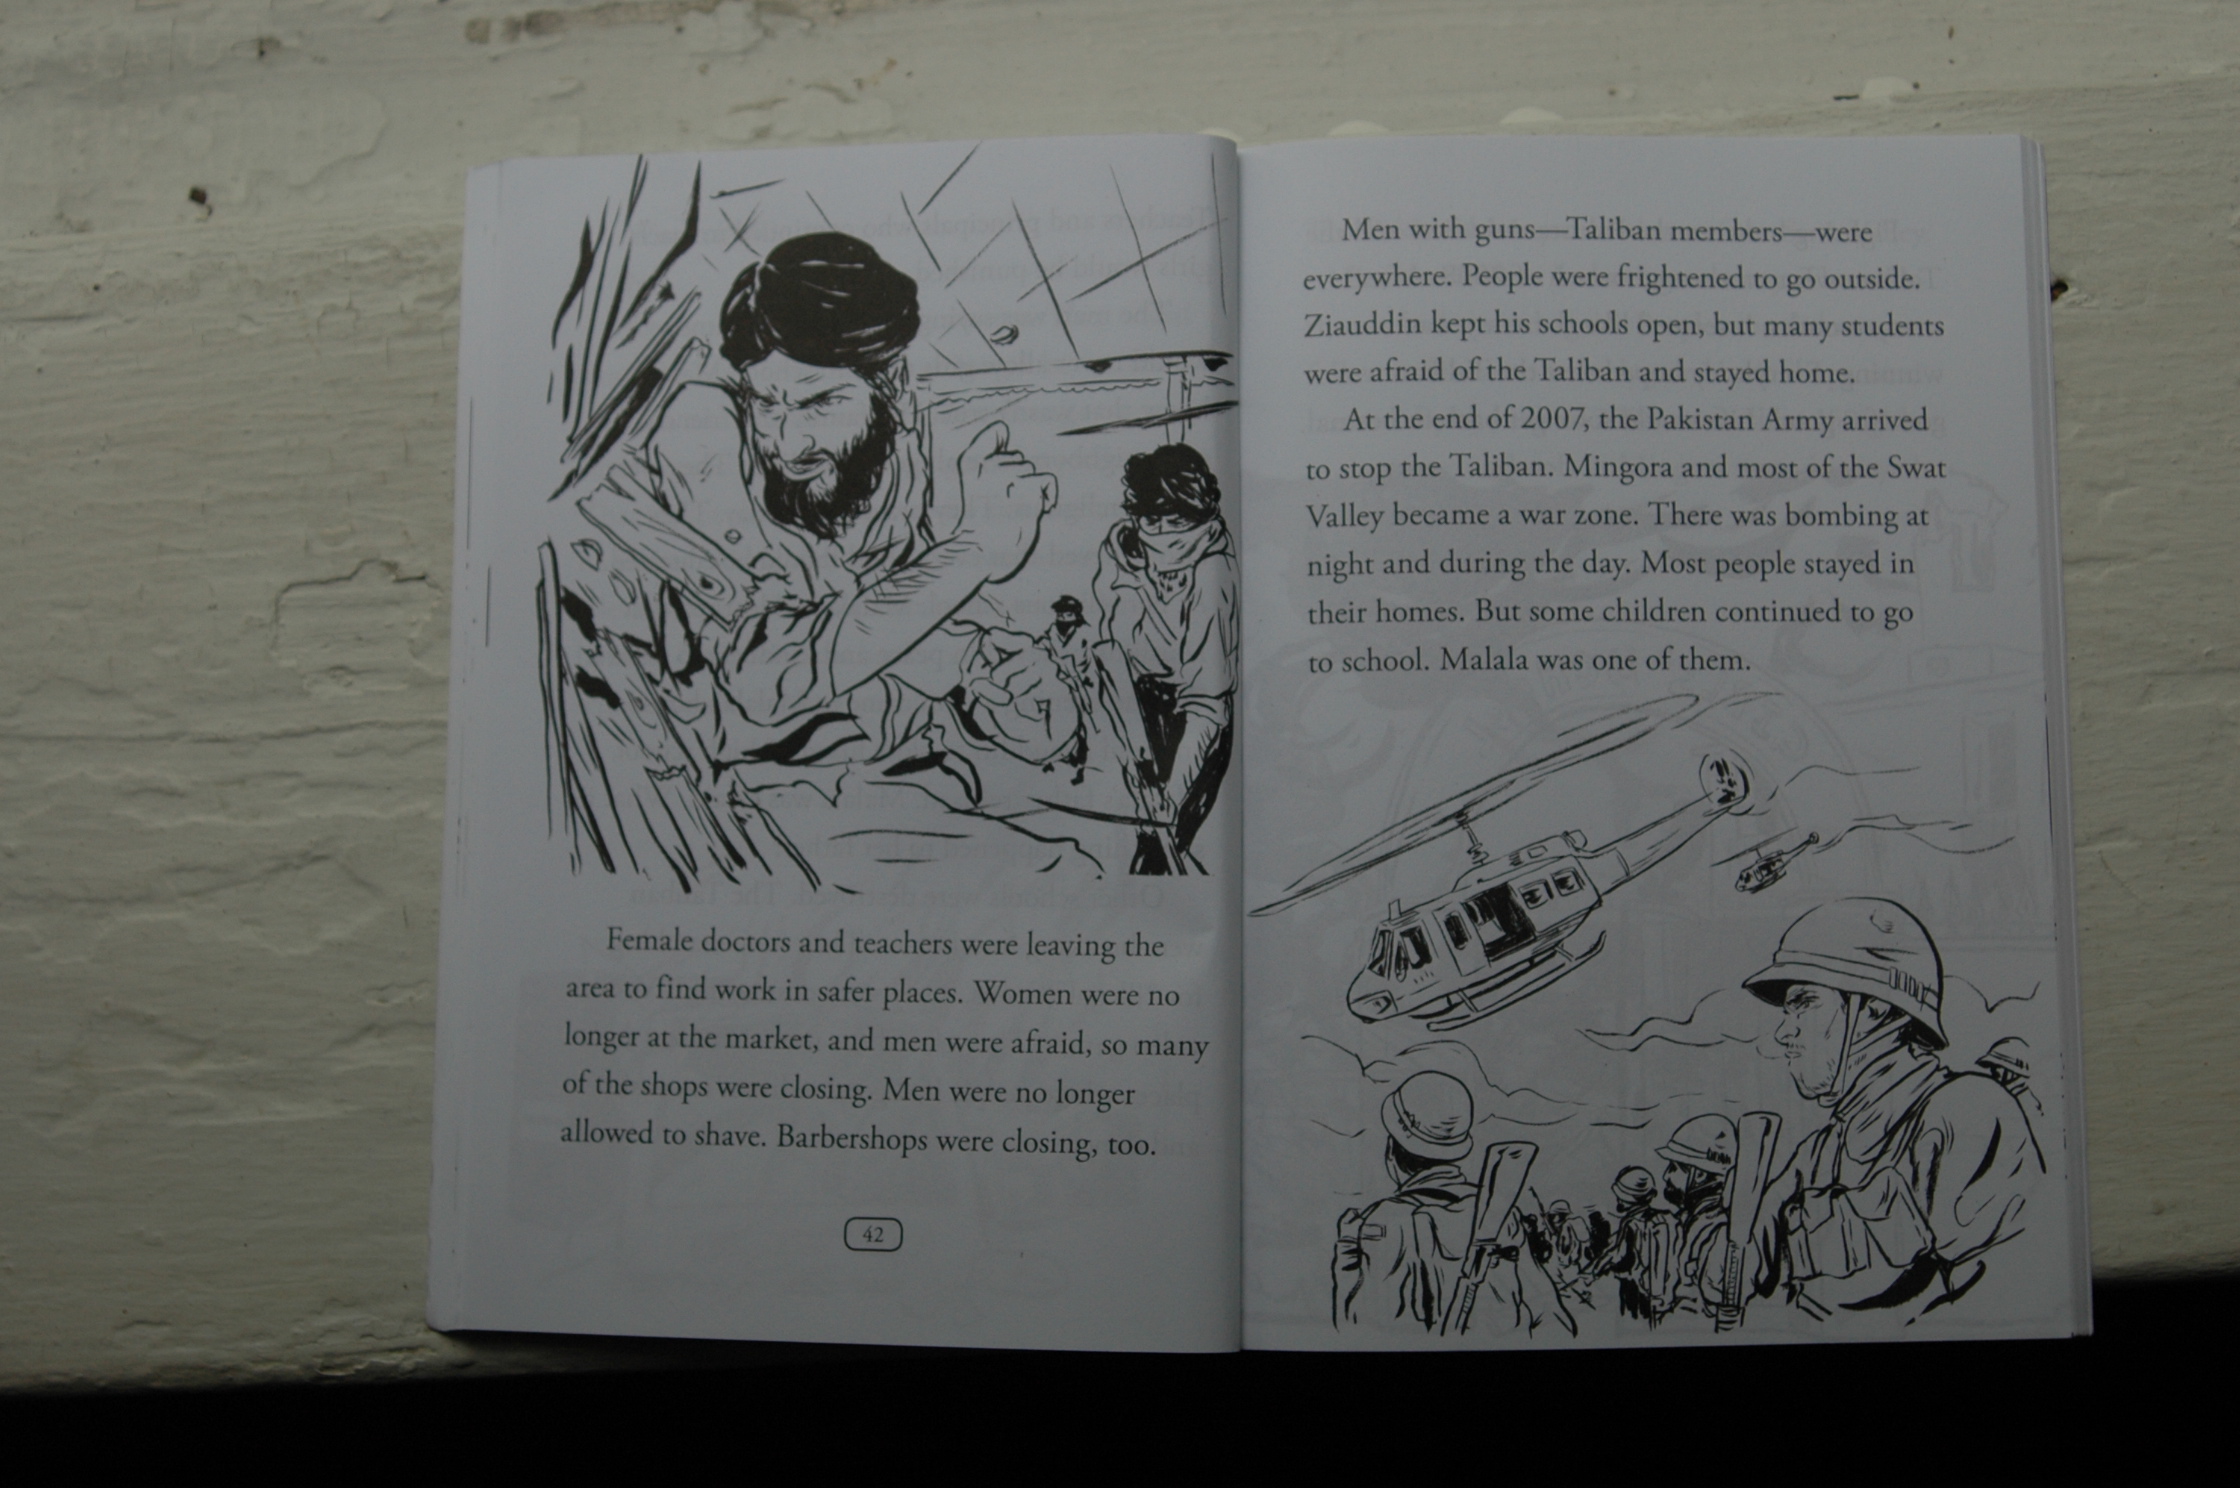 Female doctors and teachers were leaving the
area to find work in safer places. Women were no
longer at the market, and men were afraid, so many
of the shops were closing. Men were no longer
allowed to shave. Barbershops were closing, too.
42
Men with guns—Taliban members—were
everywhere. People were frightened to go outside.
Ziauddin kept his schools open, but many students
were afraid of the Taliban and stayed home.
At the end of 2007, the Pakistan Army arrived
to stop the Taliban. Mingora and most of the Swat
Valley became a war zone. There was bombing at
night and during the day. Most people stayed in
their homes. But some children continued to go
to school. Malala was one of them.